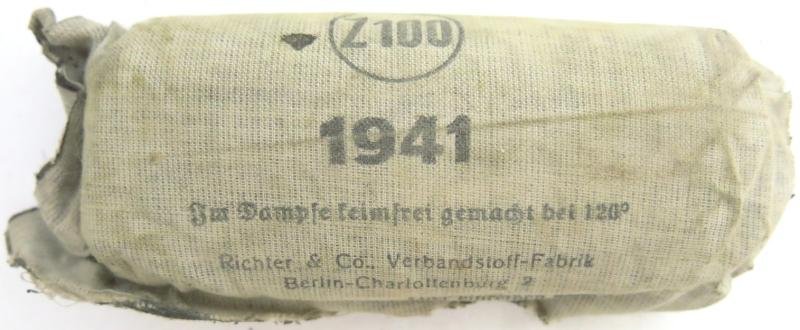 Z100
1941
Im Dampfe keimfrei gemacht bei 120°
Richter & Co., Verbandstoff-Fabrik
Berlin-Charlottenburg 2